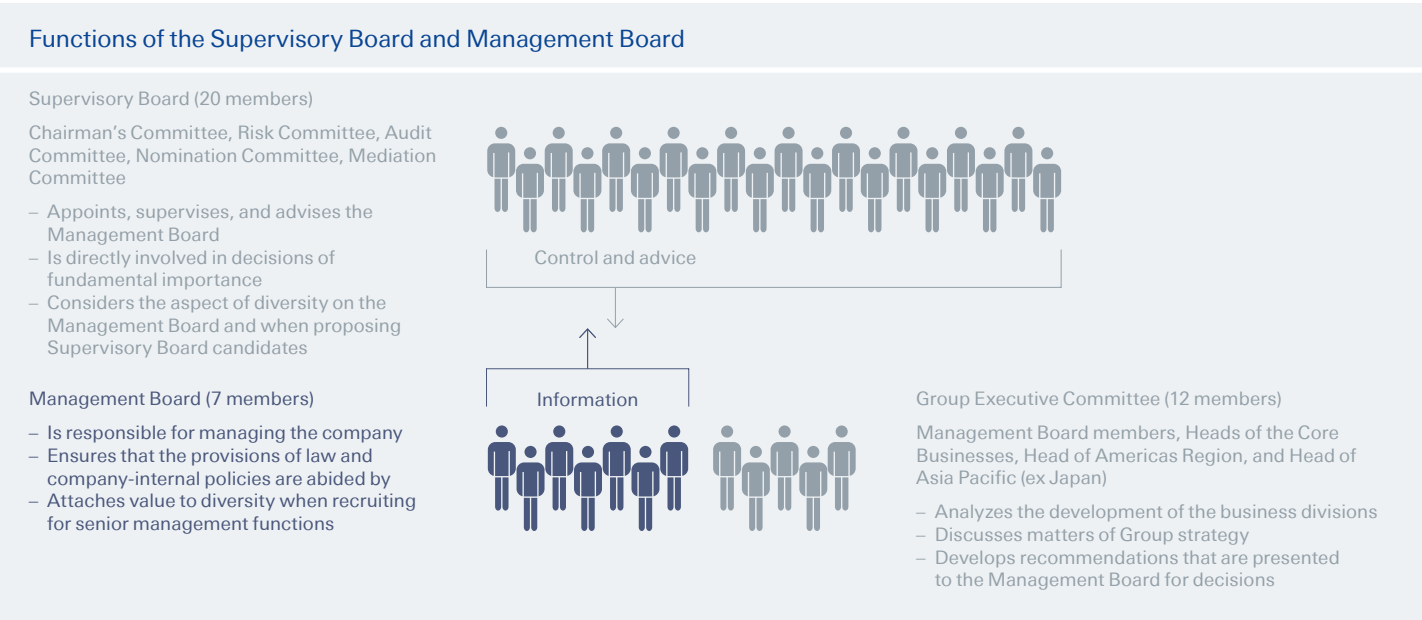 Functions of the Supervisory Board and Management Board
Supervisory Board (20 members)
Chairman’s Committee, Risk Committee, Audit
Committee, Nomination Committee, Mediation
Committee
– Appoints, supervises, and advises the
Management Board
– Is directly involved in decisions of
fundamental importance
– Considers the aspect of diversity on the
Management Board and when proposing
Supervisory Board candidates
Control and advice
Management Board (7 members)
– Is responsible for managing the company
– Ensures that the provisions of law and
company-internal policies are abided by
– Attaches value to diversity when recruiting
for senior management functions
Information
Group Executive Committee (12 members)
Management Board members, Heads of the Core
Businesses, Head of Americas Region, and Head of
Asia Pacific (ex Japan)
– Analyzes the development of the business divisions
– Discusses matters of Group strategy
– Develops recommendations that are presented
to the Management Board for decisions